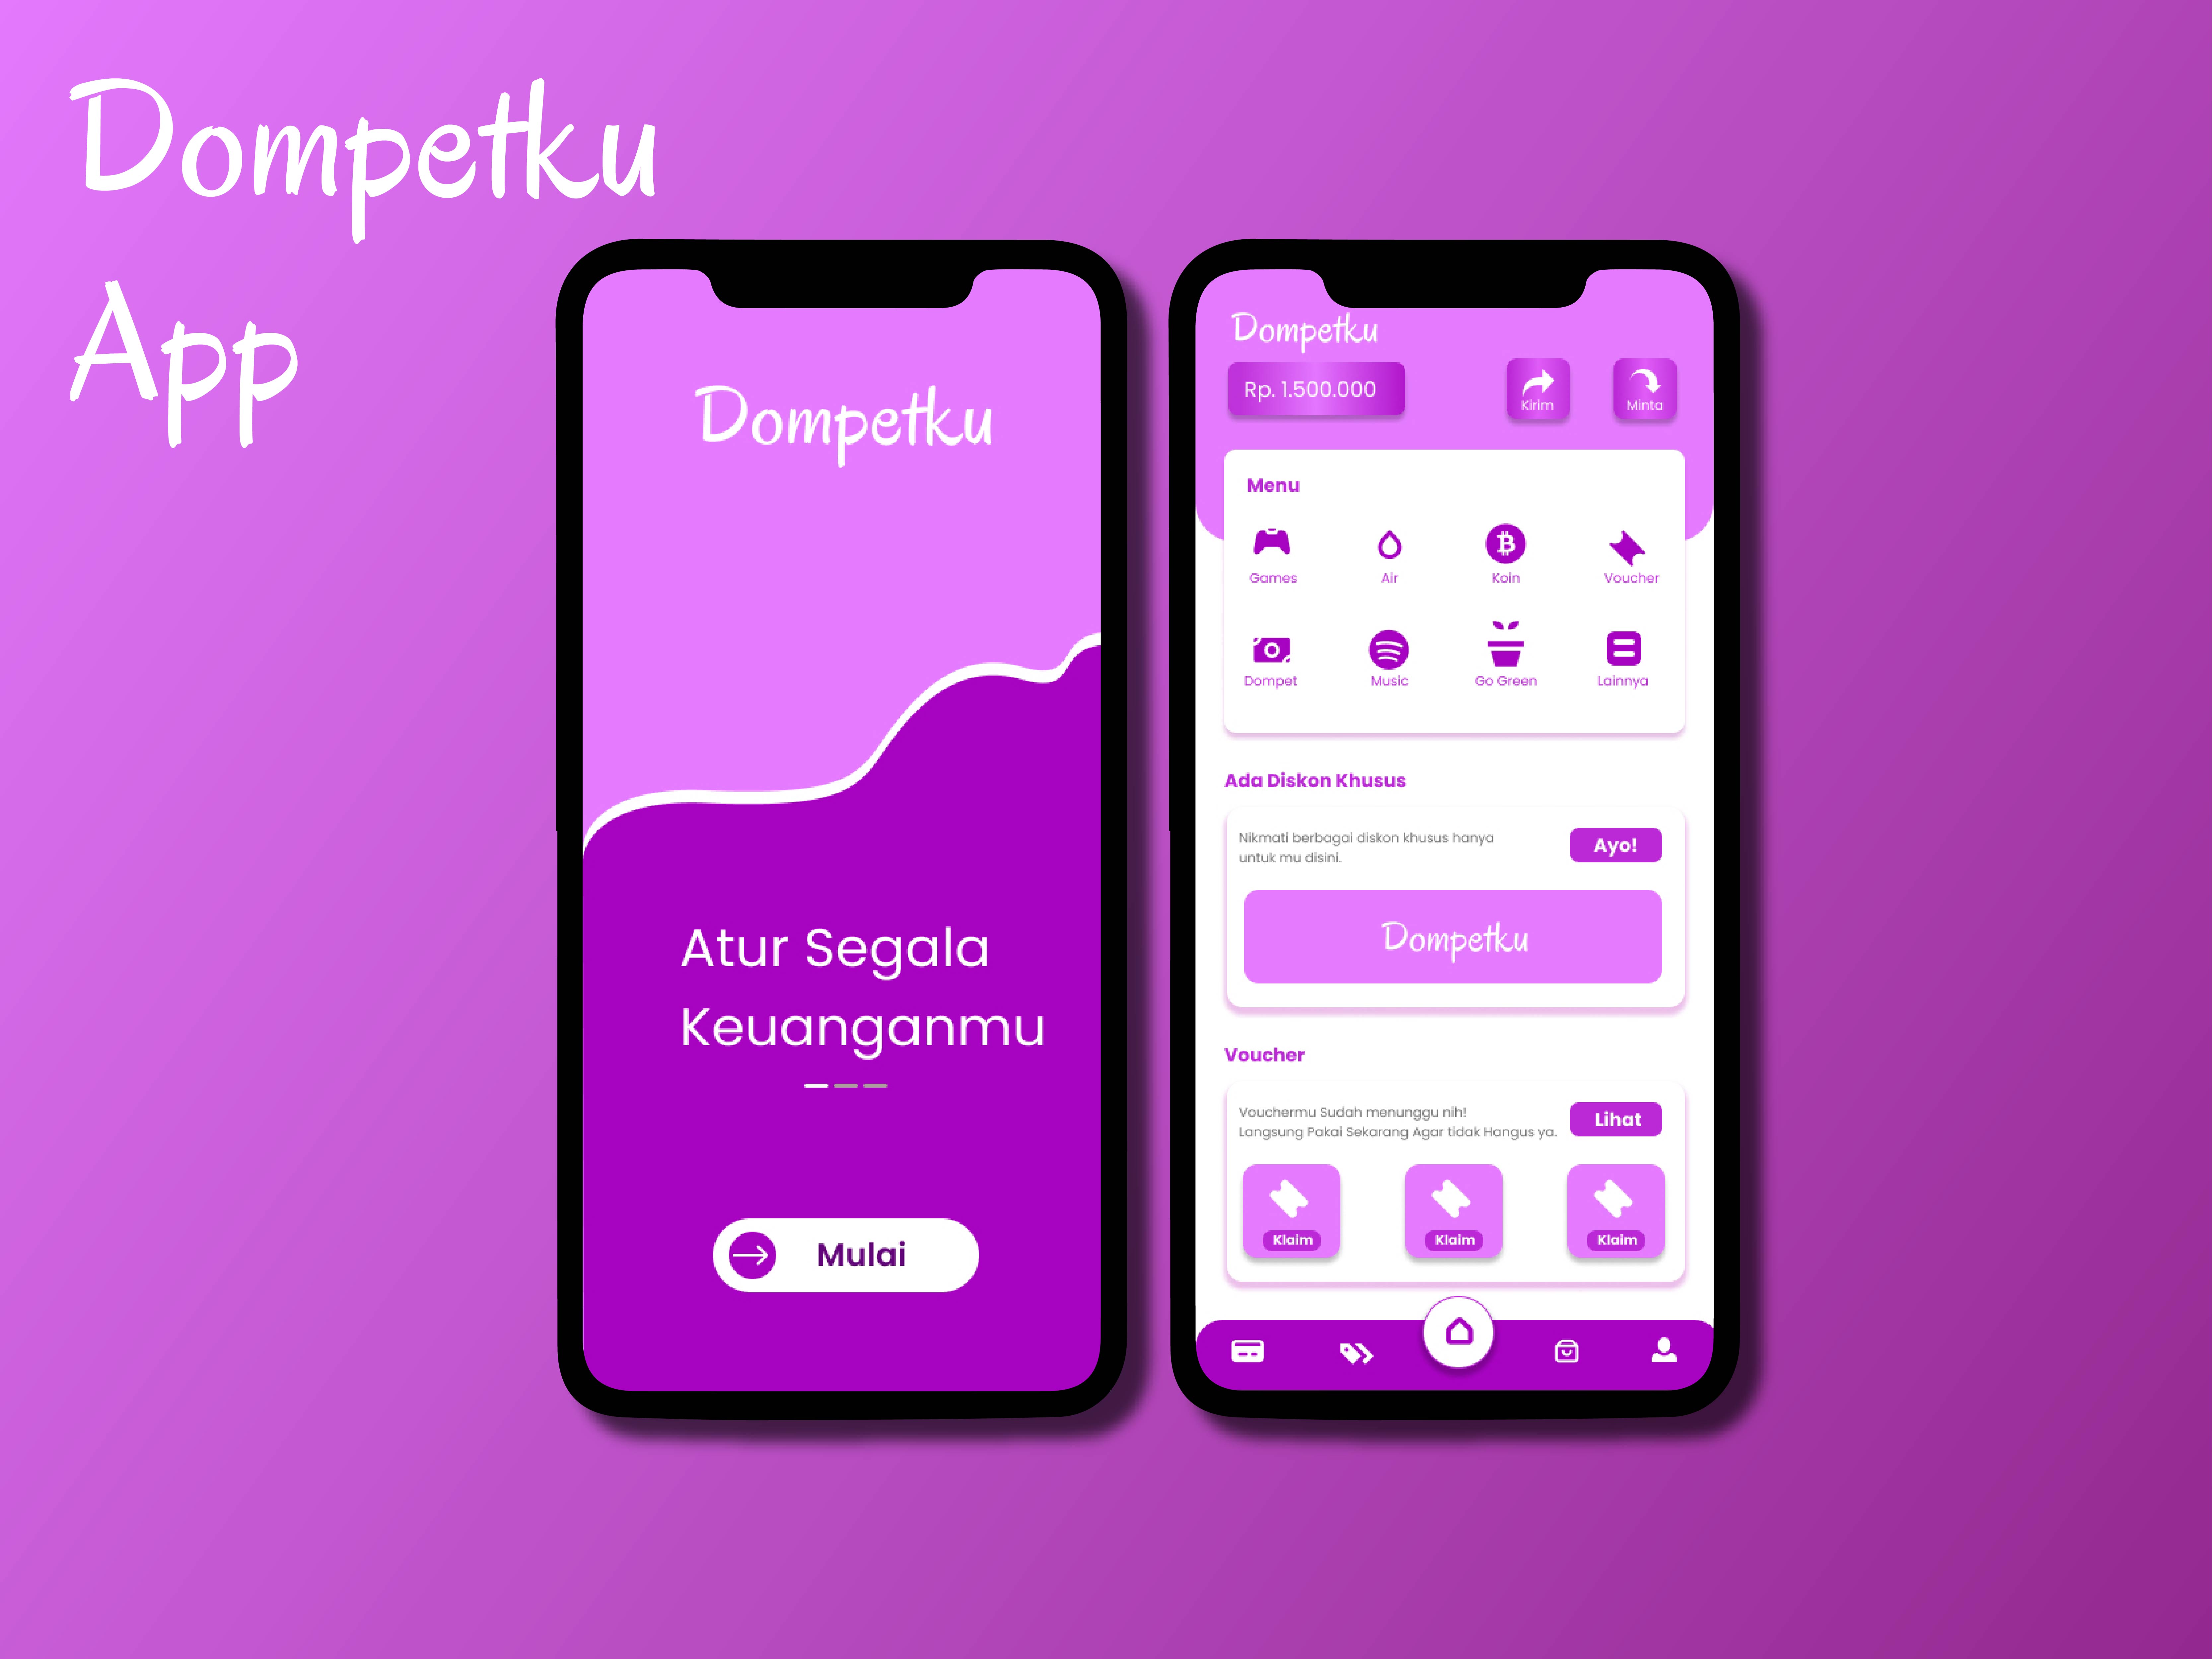 Dompetku
App
Dompetku
Atur Segala
Keuanganmu
Mulai
Dompetku
Rp. 1.500.000
Kirim
Minta
Menu
Games
Air
Koin
Voucher
Dompet
Music
Go Green
Lainnya
Ada Diskon Khusus
Nikmati berbagai diskon khusus hanya
untuk mu disini.
Ayo!
Dompetku
Voucher
Vouchermu Sudah menunggu nih!
Langsung Pakai Sekarang Agar tidak Hangus ya.
Lihat
Klaim
Klaim
Klaim